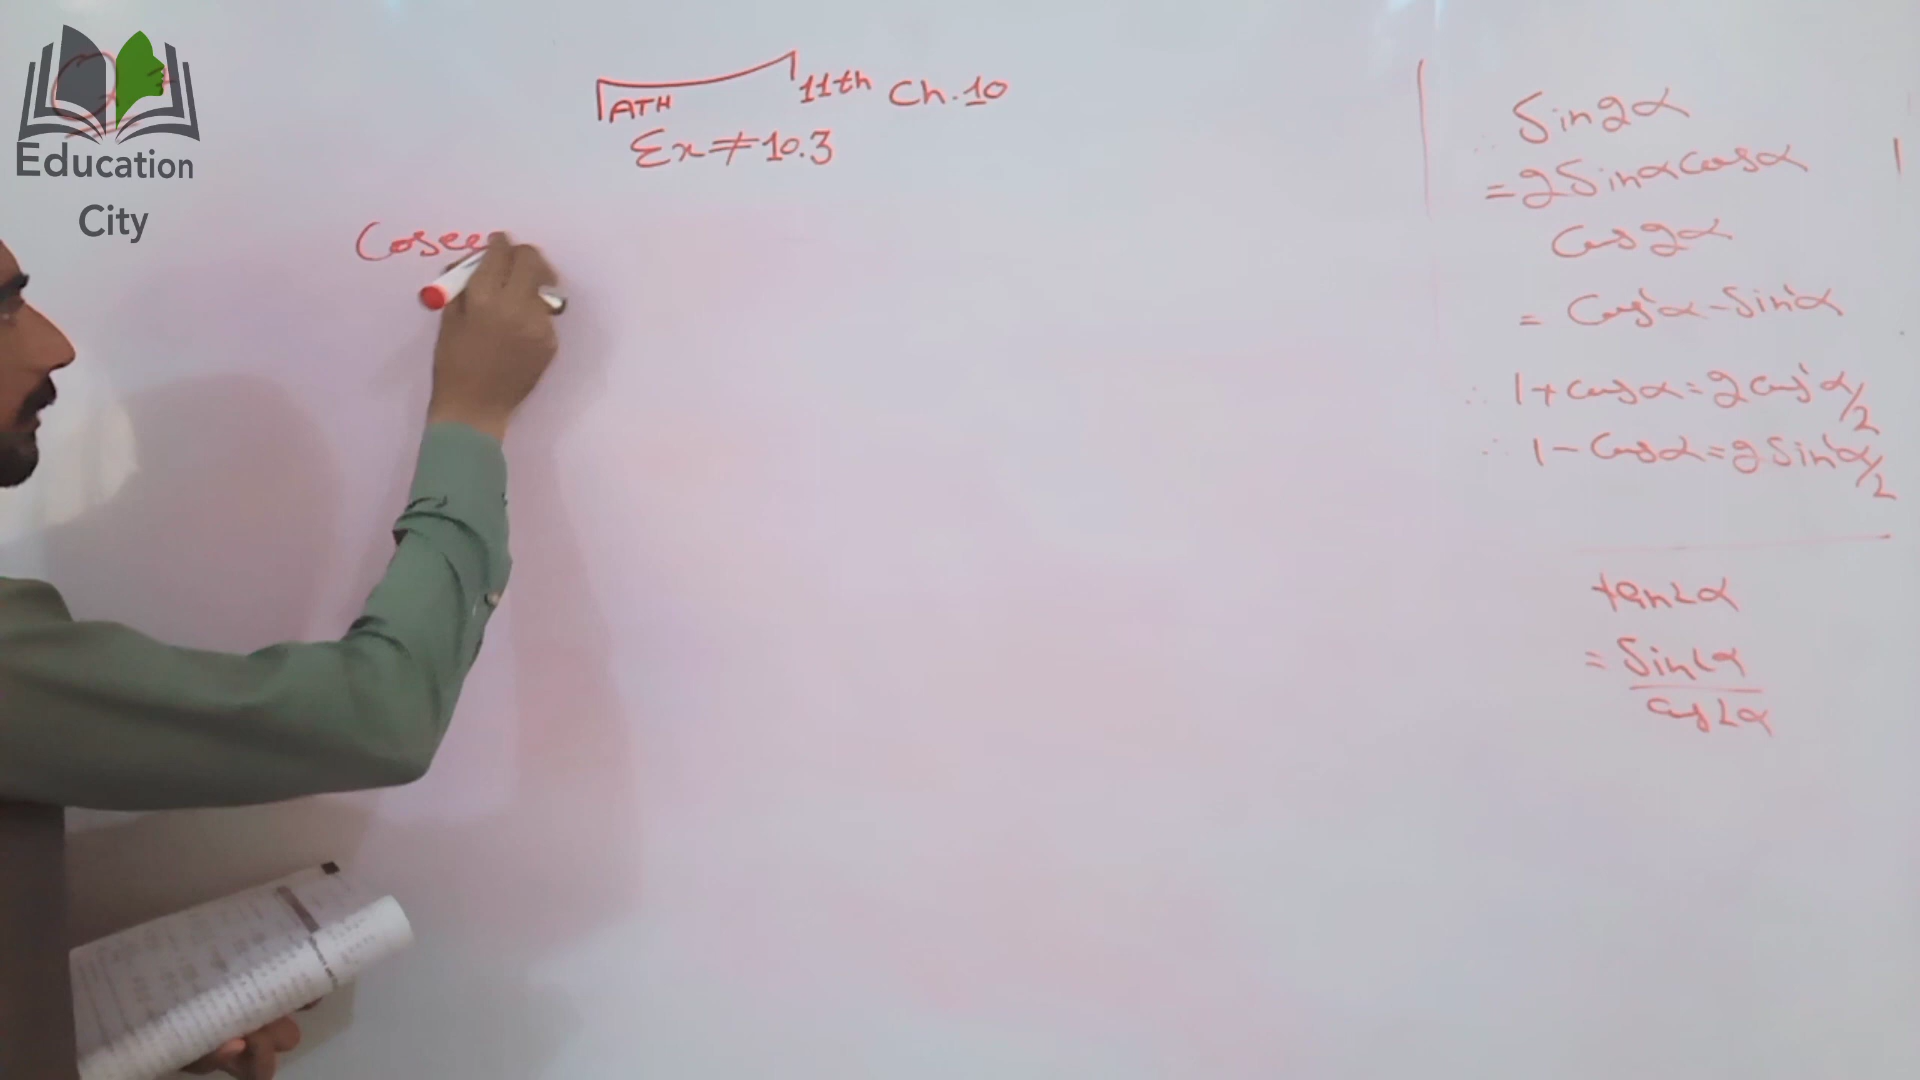 Education
City
MATH 11th Ch.10
Ex≠10.3
Cosec
∴ Sin2α
= 2SinαCosα
Cos2α
= Cos²α-Sin²α
∴ 1+Cosα=2Cos²α/2
∴ 1-Cosα=2Sin²α/2
tan2α
= Sin2α
Cos2α